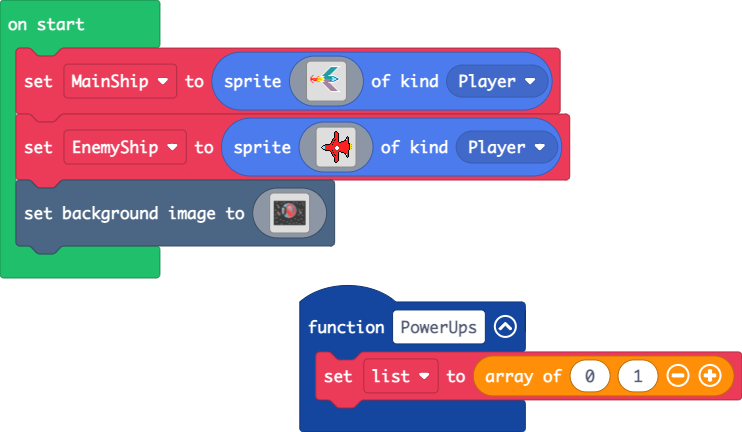 on start
set MainShip to sprite of kind Player
set EnemyShip to sprite of kind Player
set background image to
function PowerUps
set list to array of 0 1